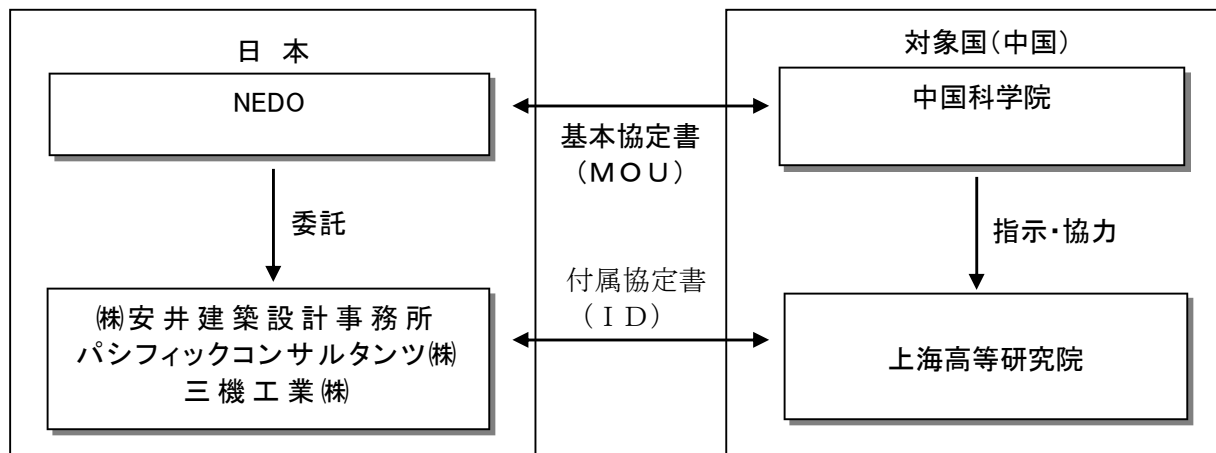 日 本
NEDO
委託
㈱安井建築設計事務所
パシフィックコンサルタンツ㈱
三機工業㈱
基本協定書
（ＭＯＵ）
付属協定書
（ＩＤ）
対象国（中国）
中国科学院
指示・協力
上海高等研究院